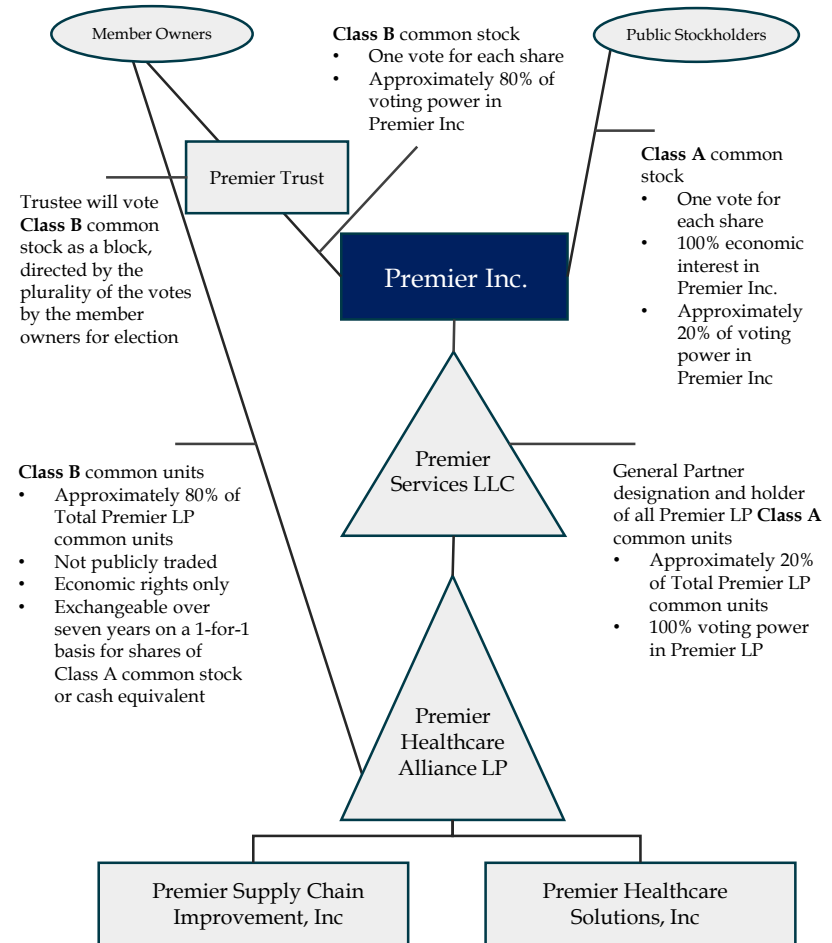 Member Owners
Class B common stock
• One vote for each share
• Approximately 80% of
voting power in
Premier Inc
Public Stockholders
Premier Trust
Class A common
stock
• One vote for
each share
• 100% economic
interest in
Premier Inc.
• Approximately
20% of voting
power in
Premier Inc
Trustee will vote
Class B common
stock as a block,
directed by the
plurality of the votes
by the member
owners for election
Premier Inc.
Premier
Services LLC
Class B common units
• Approximately 80% of
Total Premier LP
common units
• Not publicly traded
• Economic rights only
• Exchangeable over
seven years on a 1-for-1
basis for shares of
Class A common stock
or cash equivalent
General Partner
designation and holder
of all Premier LP Class A
common units
• Approximately 20%
of Total Premier LP
common units
• 100% voting power
in Premier LP
Premier
Healthcare
Alliance LP
Premier Supply Chain
Improvement, Inc
Premier Healthcare
Solutions, Inc